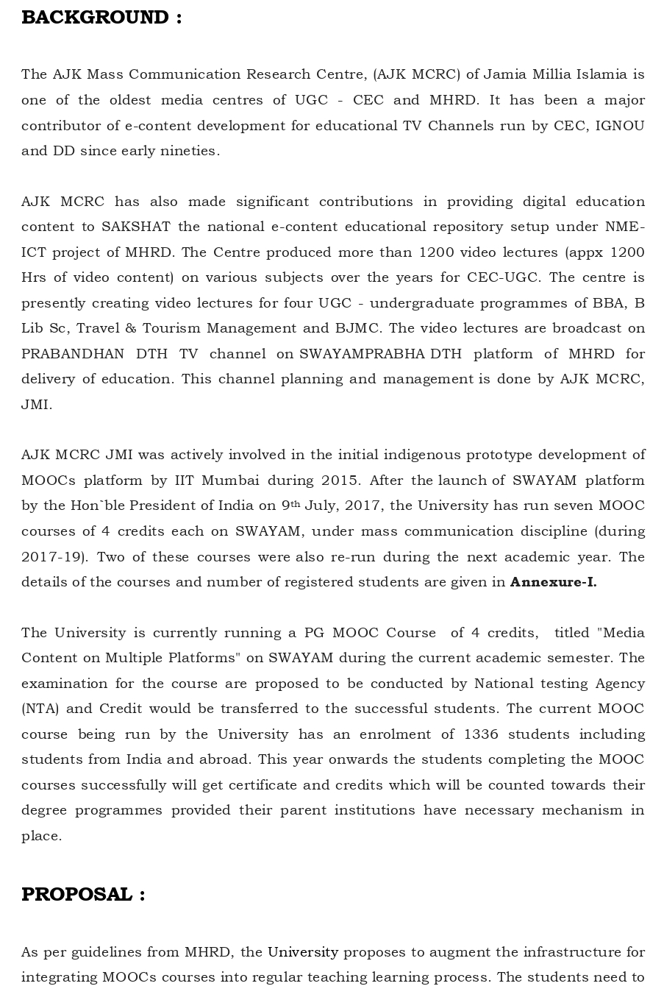 BACKGROUND :
The AJK Mass Communication Research Centre, (AJK MCRC) of Jamia Millia Islamia is
one of the oldest media centres of UGC - CEC and MHRD. It has been a major
contributor of e-content development for educational TV Channels run by CEC, IGNOU
and DD since early nineties.
AJK MCRC has also made significant contributions in providing digital education
content to SAKSHAT the national e-content educational repository setup under NME-
ICT project of MHRD. The Centre produced more than 1200 video lectures (appx 1200
Hrs of video content) on various subjects over the years for CEC-UGC. The centre is
presently creating video lectures for four UGC - undergraduate programmes of BBA, B
Lib Sc, Travel & Tourism Management and BJMC. The video lectures are broadcast on
PRABANDHAN DTH TV channel on SWAYAMPRABHA DTH platform of MHRD for
delivery of education. This channel planning and management is done by AJK MCRC,
JMI.
AJK MCRC JMI was actively involved in the initial indigenous prototype development of
MOOCs platform by IIT Mumbai during 2015. After the launch of SWAYAM platform
by the Hon`ble President of India on 9th July, 2017, the University has run seven MOOC
courses of 4 credits each on SWAYAM, under mass communication discipline (during
2017-19). Two of these courses were also re-run during the next academic year. The
details of the courses and number of registered students are given in Annexure-I.
The University is currently running a PG MOOC Course of 4 credits, titled "Media
Content on Multiple Platforms" on SWAYAM during the current academic semester. The
examination for the course are proposed to be conducted by National testing Agency
(NTA) and Credit would be transferred to the successful students. The current MOOC
course being run by the University has an enrolment of 1336 students including
students from India and abroad. This year onwards the students completing the MOOC
courses successfully will get certificate and credits which will be counted towards their
degree programmes provided their parent institutions have necessary mechanism in
place.
PROPOSAL :
As per guidelines from MHRD, the University proposes to augment the infrastructure for
integrating MOOCs courses into regular teaching learning process. The students need to